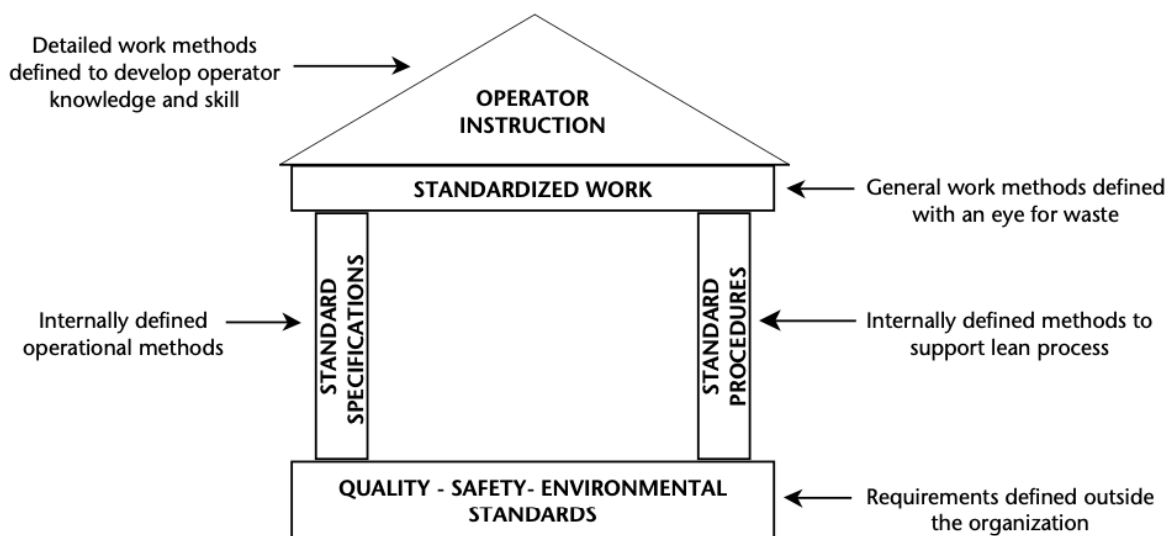 Detailed work methods
defined to develop operator
knowledge and skill
OPERATOR
INSTRUCTION
STANDARDIZED WORK
General work methods defined
with an eye for waste
Internally defined
operational methods
STANDARD
SPECIFICATIONS
STANDARD
PROCEDURES
Internally defined methods to
support lean process
QUALITY - SAFETY- ENVIRONMENTAL
STANDARDS
Requirements defined outside
the organization